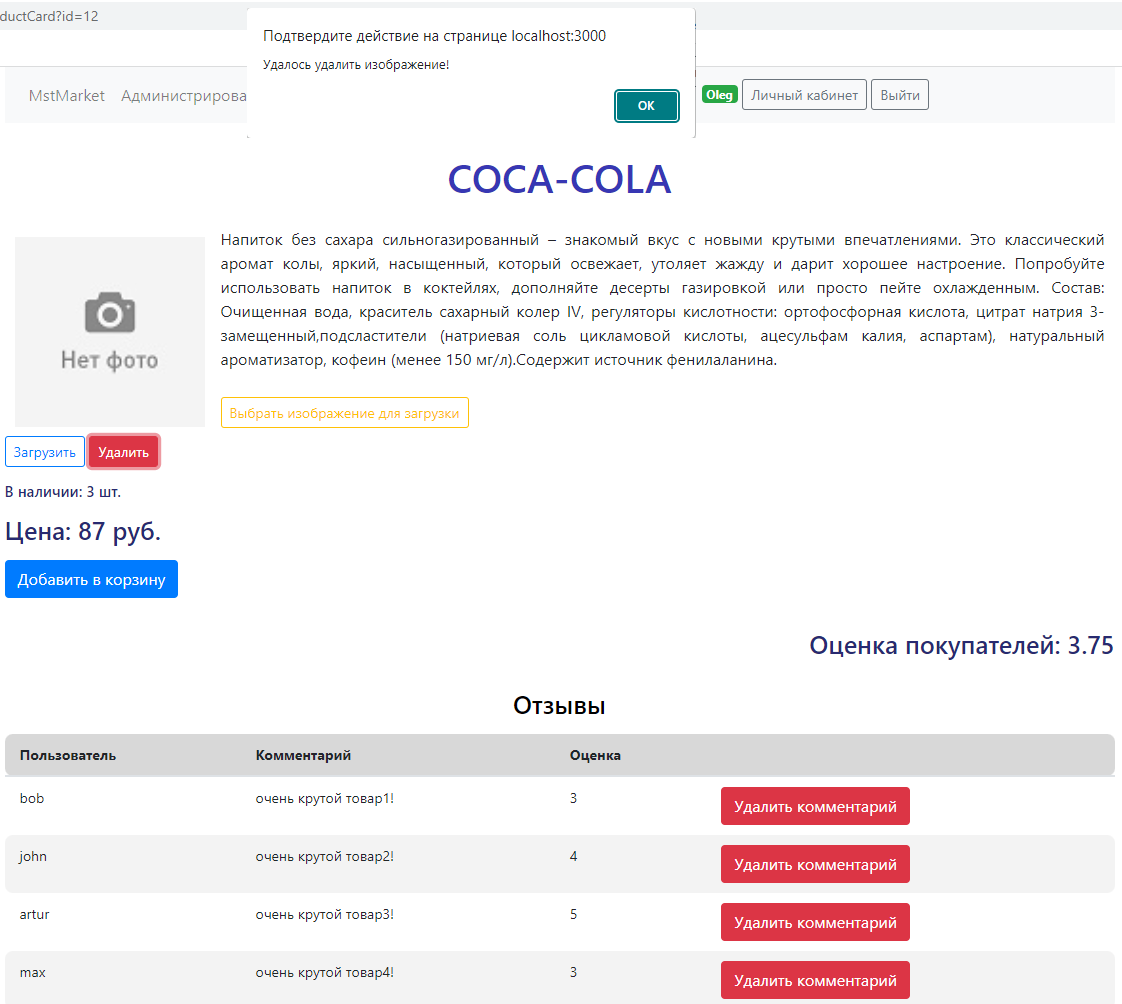 ductCard?id=12
Подтвердите действие на странице localhost:3000
Удалось удалить изображение!
ОК
MstMarket Администрирова
Oleg Личный кабинет Выйти
COCA-COLA
Напиток без сахара сильногазированный – знакомый вкус с новыми крутыми впечатлениями. Это классический
аромат колы, яркий, насыщенный, который освежает, утоляет жажду и дарит хорошее настроение. Попробуйте
использовать напиток в коктейлях, дополняйте десерты газировкой или просто пейте охлажденным. Состав:
Очищенная вода, краситель сахарный колер IV, регуляторы кислотности: ортофосфорная кислота, цитрат натрия 3-
замещенный,подсластители (натриевая соль цикламовой кислоты, ацесульфам калия, аспартам), натуральный
ароматизатор, кофеин (менее 150 мг/л).Содержит источник фенилаланина.
Нет фото
Выбрать изображение для загрузки
Загрузить Удалить
В наличии: 3 шт.
Цена: 87 руб.
Добавить в корзину
Оценка покупателей: 3.75
Отзывы
Пользователь Комментарий Оценка
bob очень крутой товар1! 3 Удалить комментарий
john очень крутой товар2! 4 Удалить комментарий
artur очень крутой товар3! 5 Удалить комментарий
max очень крутой товар4! 3 Удалить комментарий